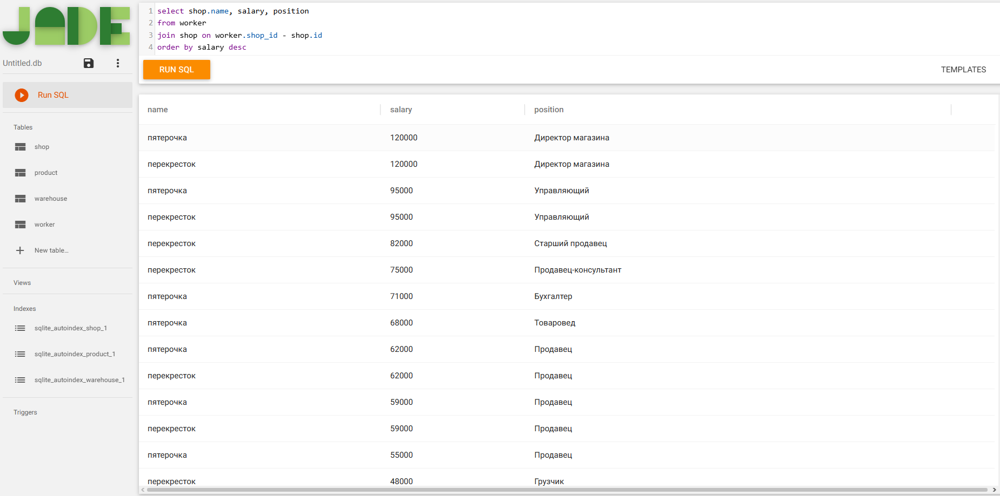 JADE
Untitled.db
Run SQL
Tables
shop
product
warehouse
worker
New table...
Views
Indexes
sqlite_autoindex_shop_1
sqlite_autoindex_product_1
sqlite_autoindex_warehouse_1
Triggers
1 select shop.name, salary, position
2 from worker
3 join shop on worker.shop_id - shop.id
4 order by salary desc
RUN SQL TEMPLATES
name salary position
пятерочка 120000 Директор магазина
перекресток 120000 Директор магазина
пятерочка 95000 Управляющий
перекресток 95000 Управляющий
перекресток 82000 Старший продавец
перекресток 75000 Продавец-консультант
пятерочка 71000 Бухгалтер
пятерочка 68000 Товаровед
пятерочка 62000 Продавец
перекресток 62000 Продавец
пятерочка 59000 Продавец
перекресток 59000 Продавец
пятерочка 55000 Продавец
перекресток 48000 Грузчик